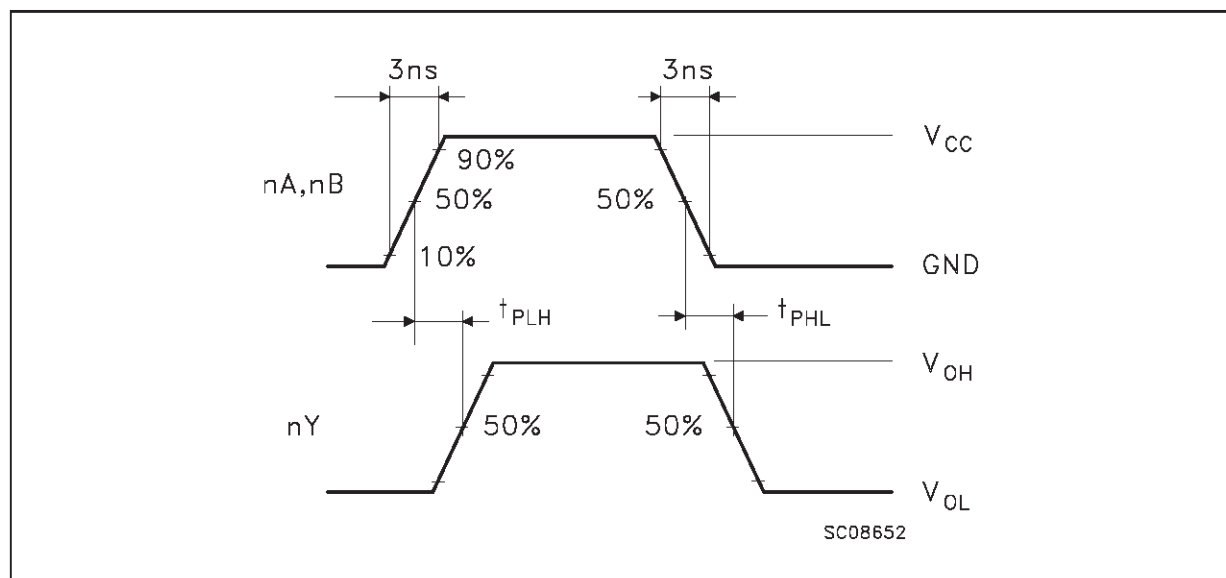 3ns 3ns
V_CC
90%
nA,nB
50% 50%
10%
GND
t_PLH t_PHL
V_OH
nY
50% 50%
V_OL
SC08652